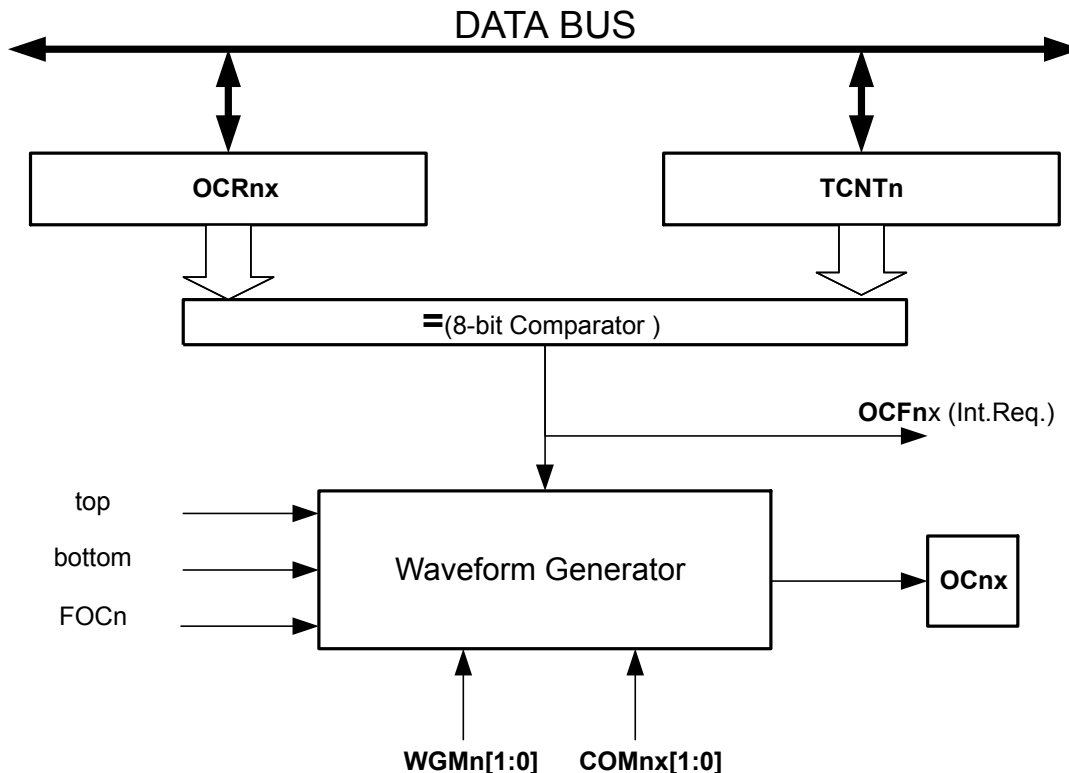 DATA BUS
OCRnx
TCNTn
=(8-bit Comparator )
OCFnx (Int.Req.)
top
bottom
FOCn
Waveform Generator
OCnx
WGMn[1:0]
COMnx[1:0]